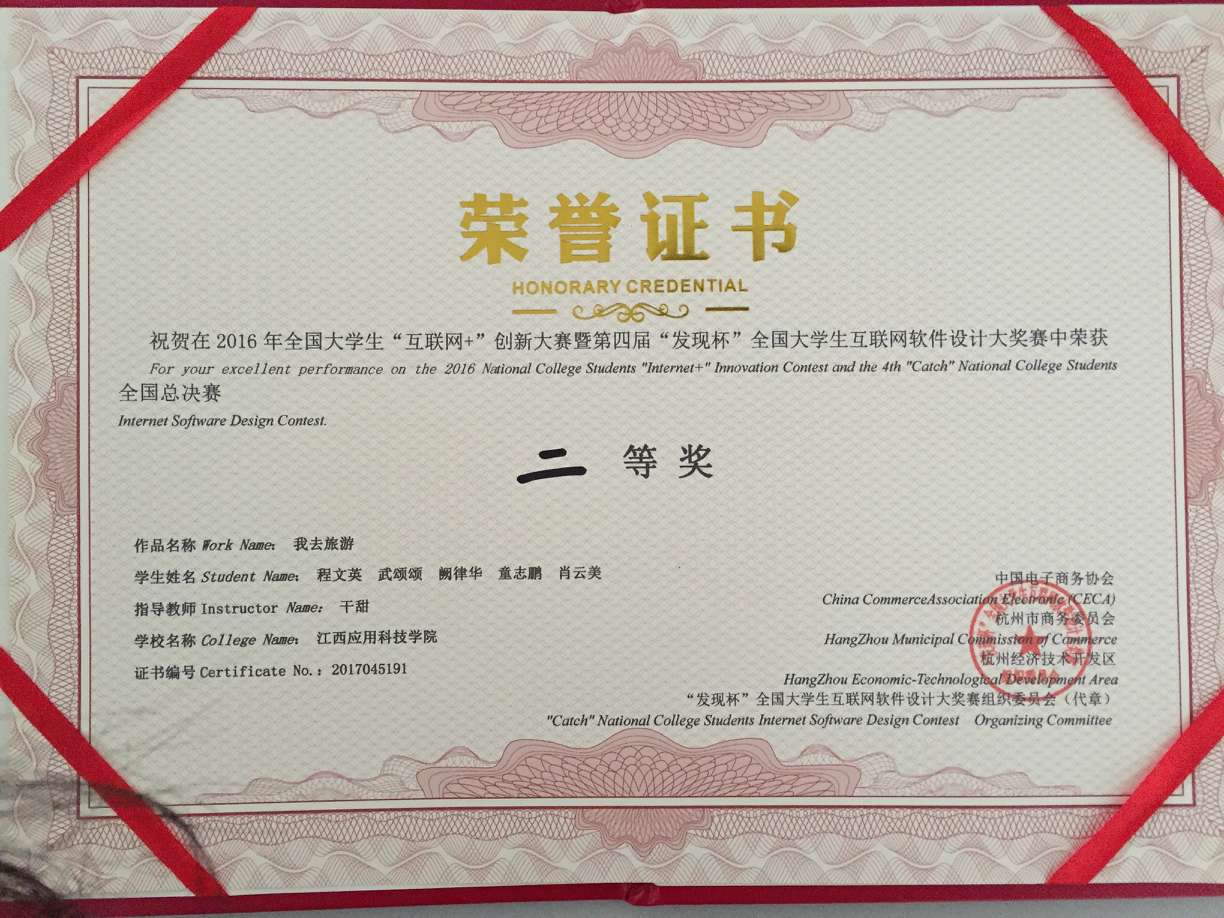 荣誉证书
HONORARY CREDENTIAL
祝贺在 2016 年全国大学生“互联网+”创新大赛暨第四届“发现杯”全国大学生互联网软件设计大奖赛中荣获
For your excellent performance on the 2016 National College Students "Internet+" Innovation Contest and the 4th "Catch" National College Students
全国总决赛
Internet Software Design Contest.
二 等 奖
作品名称 Work Name： 我去旅游
学生姓名 Student Name： 程文英 武颂颂 阙律华 童志鹏 肖云美
指导教师 Instructor Name： 干甜
学校名称 College Name： 江西应用科技学院
证书编号 Certificate No.：2017045191
中国电子商务协会
China CommerceAssociation Electronic (CECA)
杭州市商务委员会
HangZhou Municipal Commission of Commerce
杭州经济技术开发区
HangZhou Economic-Technological Development Area
“发现杯”全国大学生互联网软件设计大奖赛组织委员会（代章）
"Catch" National College Students Internet Software Design Contest Organizing Committee